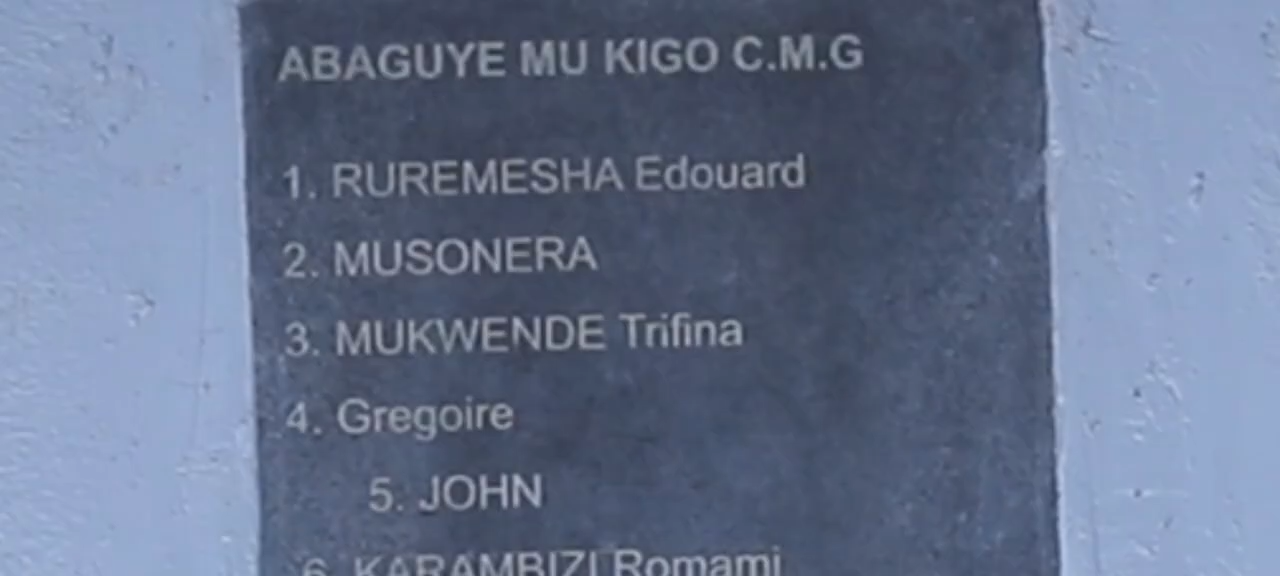 ABAGUYE MU KIGO C.M.G
1. RUREMESHA Edouard
2. MUSONERA
3. MUKWENDE Trifina
4. Gregoire
5. JOHN
6. KARAMBIZI Romami